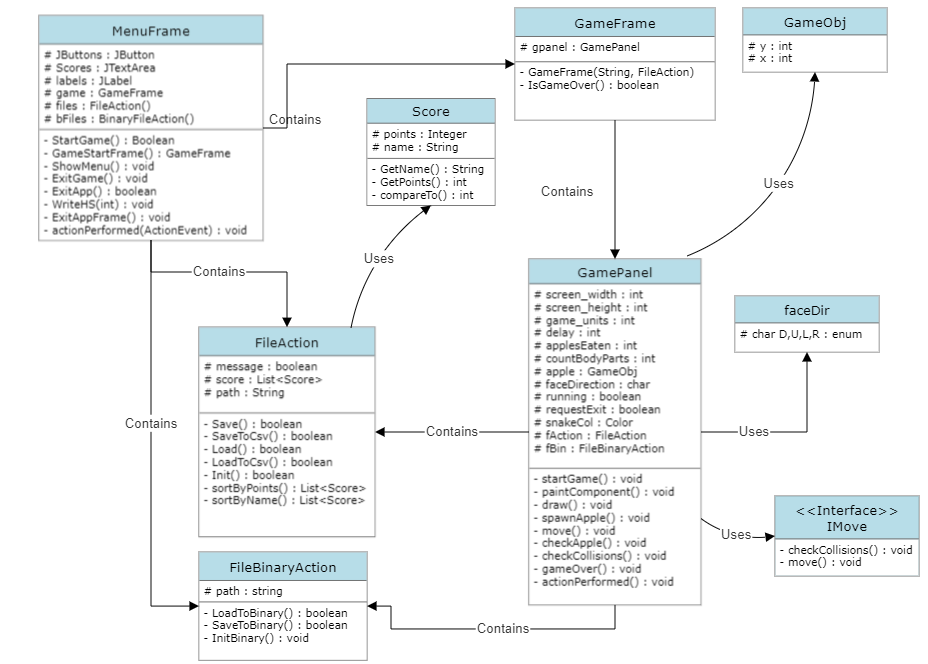 MenuFrame
# JButtons : JButton
# Scores : JTextArea
# labels : JLabel
# game : GameFrame
# files : FileAction()
# bFiles : BinaryFileAction()
- StartGame() : Boolean
- GameStartFrame() : GameFrame
- ShowMenu() : void
- ExitGame() : void
- ExitApp() : boolean
- WriteHS(int) : void
- ExitAppFrame() : void
- actionPerformed(ActionEvent) : void
Contains
GameFrame
# gpanel : GamePanel
- GameFrame(String, FileAction)
- IsGameOver() : boolean
GameObj
# y : int
# x : int
Score
# points : Integer
# name : String
- GetName() : String
- GetPoints() : int
- compareTo() : int
Contains
Uses
Uses
Contains
GamePanel
# screen_width : int
# screen_height : int
# game_units : int
# delay : int
# applesEaten : int
# countBodyParts : int
# apple : GameObj
# faceDirection : char
# running : boolean
# requestExit : boolean
# snakeCol : Color
# fAction : FileAction
# fBin : FileBinaryAction
- startGame() : void
- paintComponent() : void
- draw() : void
- spawnApple() : void
- move() : void
- checkApple() : void
- checkCollisions() : void
- gameOver() : void
- actionPerformed() : void
faceDir
# char D,U,L,R : enum
FileAction
# message : boolean
# score : List<Score>
# path : String
- Save() : boolean
- SaveToCsv() : boolean
- Load() : boolean
- LoadToCsv() : boolean
- Init() : boolean
- sortByPoints() : List<Score>
- sortByName() : List<Score>
Contains
Contains
Uses
Uses
<<Interface>>
IMove
- checkCollisions() : void
- move() : void
FileBinaryAction
# path : string
- LoadToBinary() : boolean
- SaveToBinary() : boolean
- InitBinary() : void
Contains